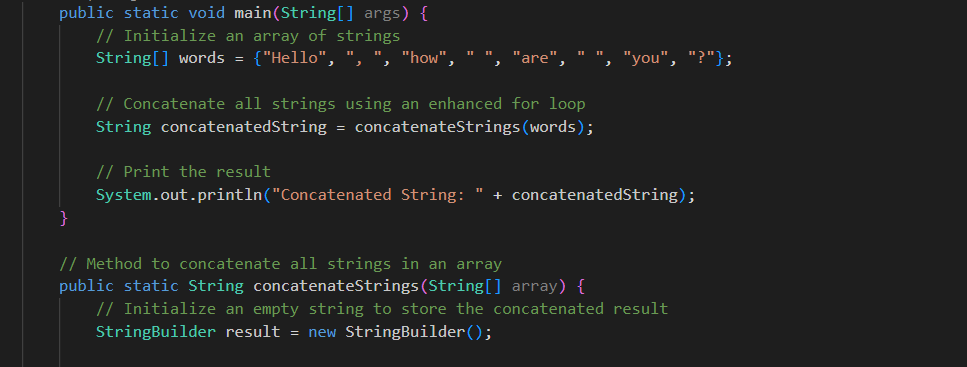 public static void main(String[] args) {
// Initialize an array of strings
String[] words = {"Hello", ", ", "how", " ", "are", " ", "you", "?"};
// Concatenate all strings using an enhanced for loop
String concatenatedString = concatenateStrings(words);
// Print the result
System.out.println("Concatenated String: " + concatenatedString);
}
// Method to concatenate all strings in an array
public static String concatenateStrings(String[] array) {
// Initialize an empty string to store the concatenated result
StringBuilder result = new StringBuilder();